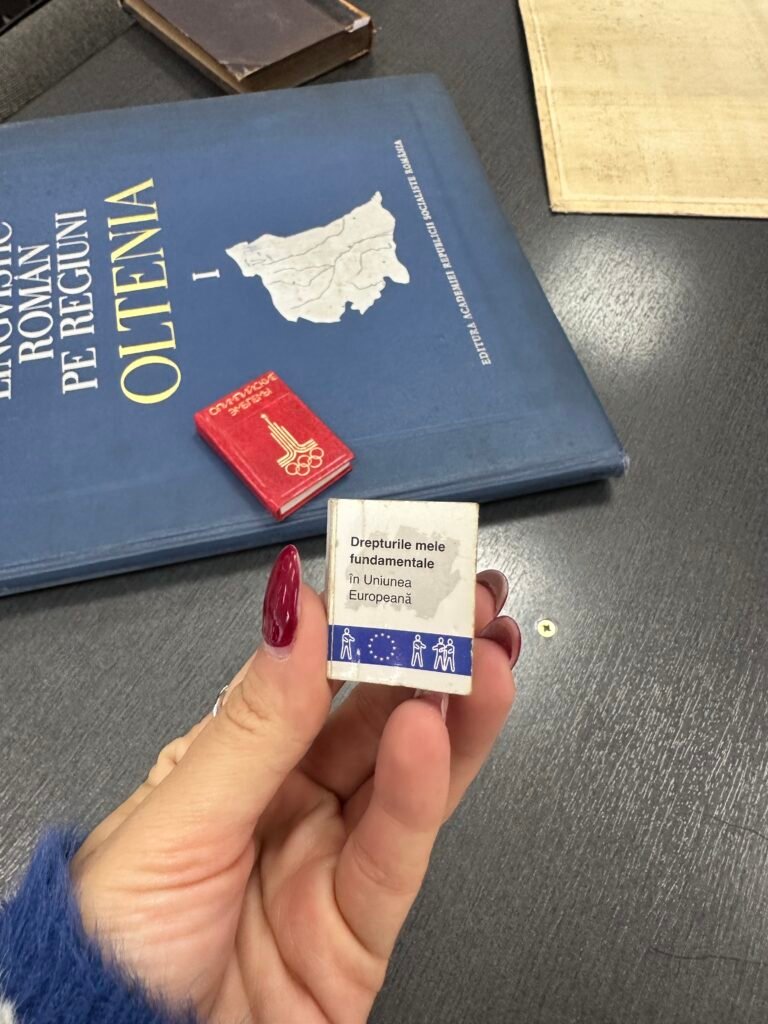 LINGVISTIC
ROMÂN
PE REGIUNI
OLTENIA
I
EDITURA ACADEMIEI REPUBLICII SOCIALISTE ROMÂNIA
Drepturile mele
fundamentale
în Uniunea
Europeană